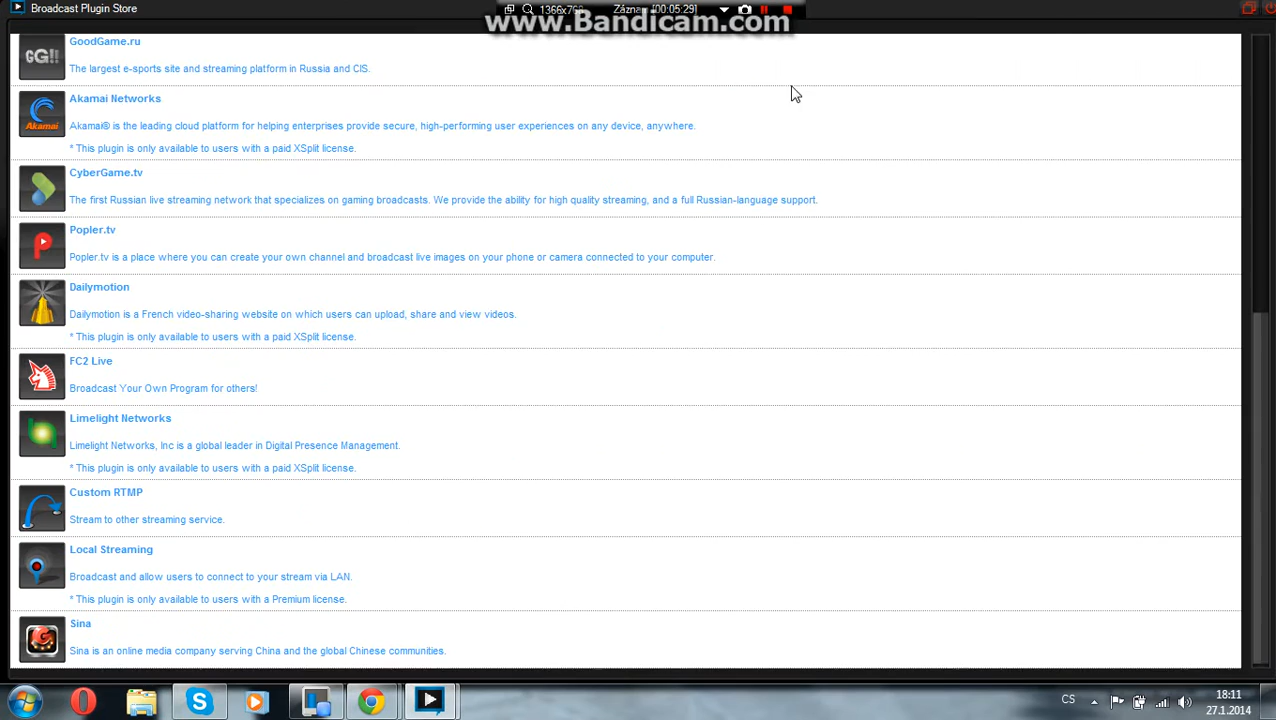 Broadcast Plugin Store
1366x768
Záznam [00:05:29]
www.Bandicam.com
GoodGame.ru
GG!!
The largest e-sports site and streaming platform in Russia and CIS.
Akamai Networks
Akamai
Akamai® is the leading cloud platform for helping enterprises provide secure, high-performing user experiences on any device, anywhere.
* This plugin is only available to users with a paid XSplit license.
CyberGame.tv
The first Russian live streaming network that specializes on gaming broadcasts. We provide the ability for high quality streaming, and a full Russian-language support.
Popler.tv
Popler.tv is a place where you can create your own channel and broadcast live images on your phone or camera connected to your computer.
Dailymotion
Dailymotion is a French video-sharing website on which users can upload, share and view videos.
* This plugin is only available to users with a paid XSplit license.
FC2 Live
Broadcast Your Own Program for others!
Limelight Networks
Limelight Networks, Inc is a global leader in Digital Presence Management.
* This plugin is only available to users with a paid XSplit license.
Custom RTMP
Stream to other streaming service.
Local Streaming
Broadcast and allow users to connect to your stream via LAN.
* This plugin is only available to users with a Premium license.
Sina
Sina is an online media company serving China and the global Chinese communities.
CS
18:11
27.1.2014